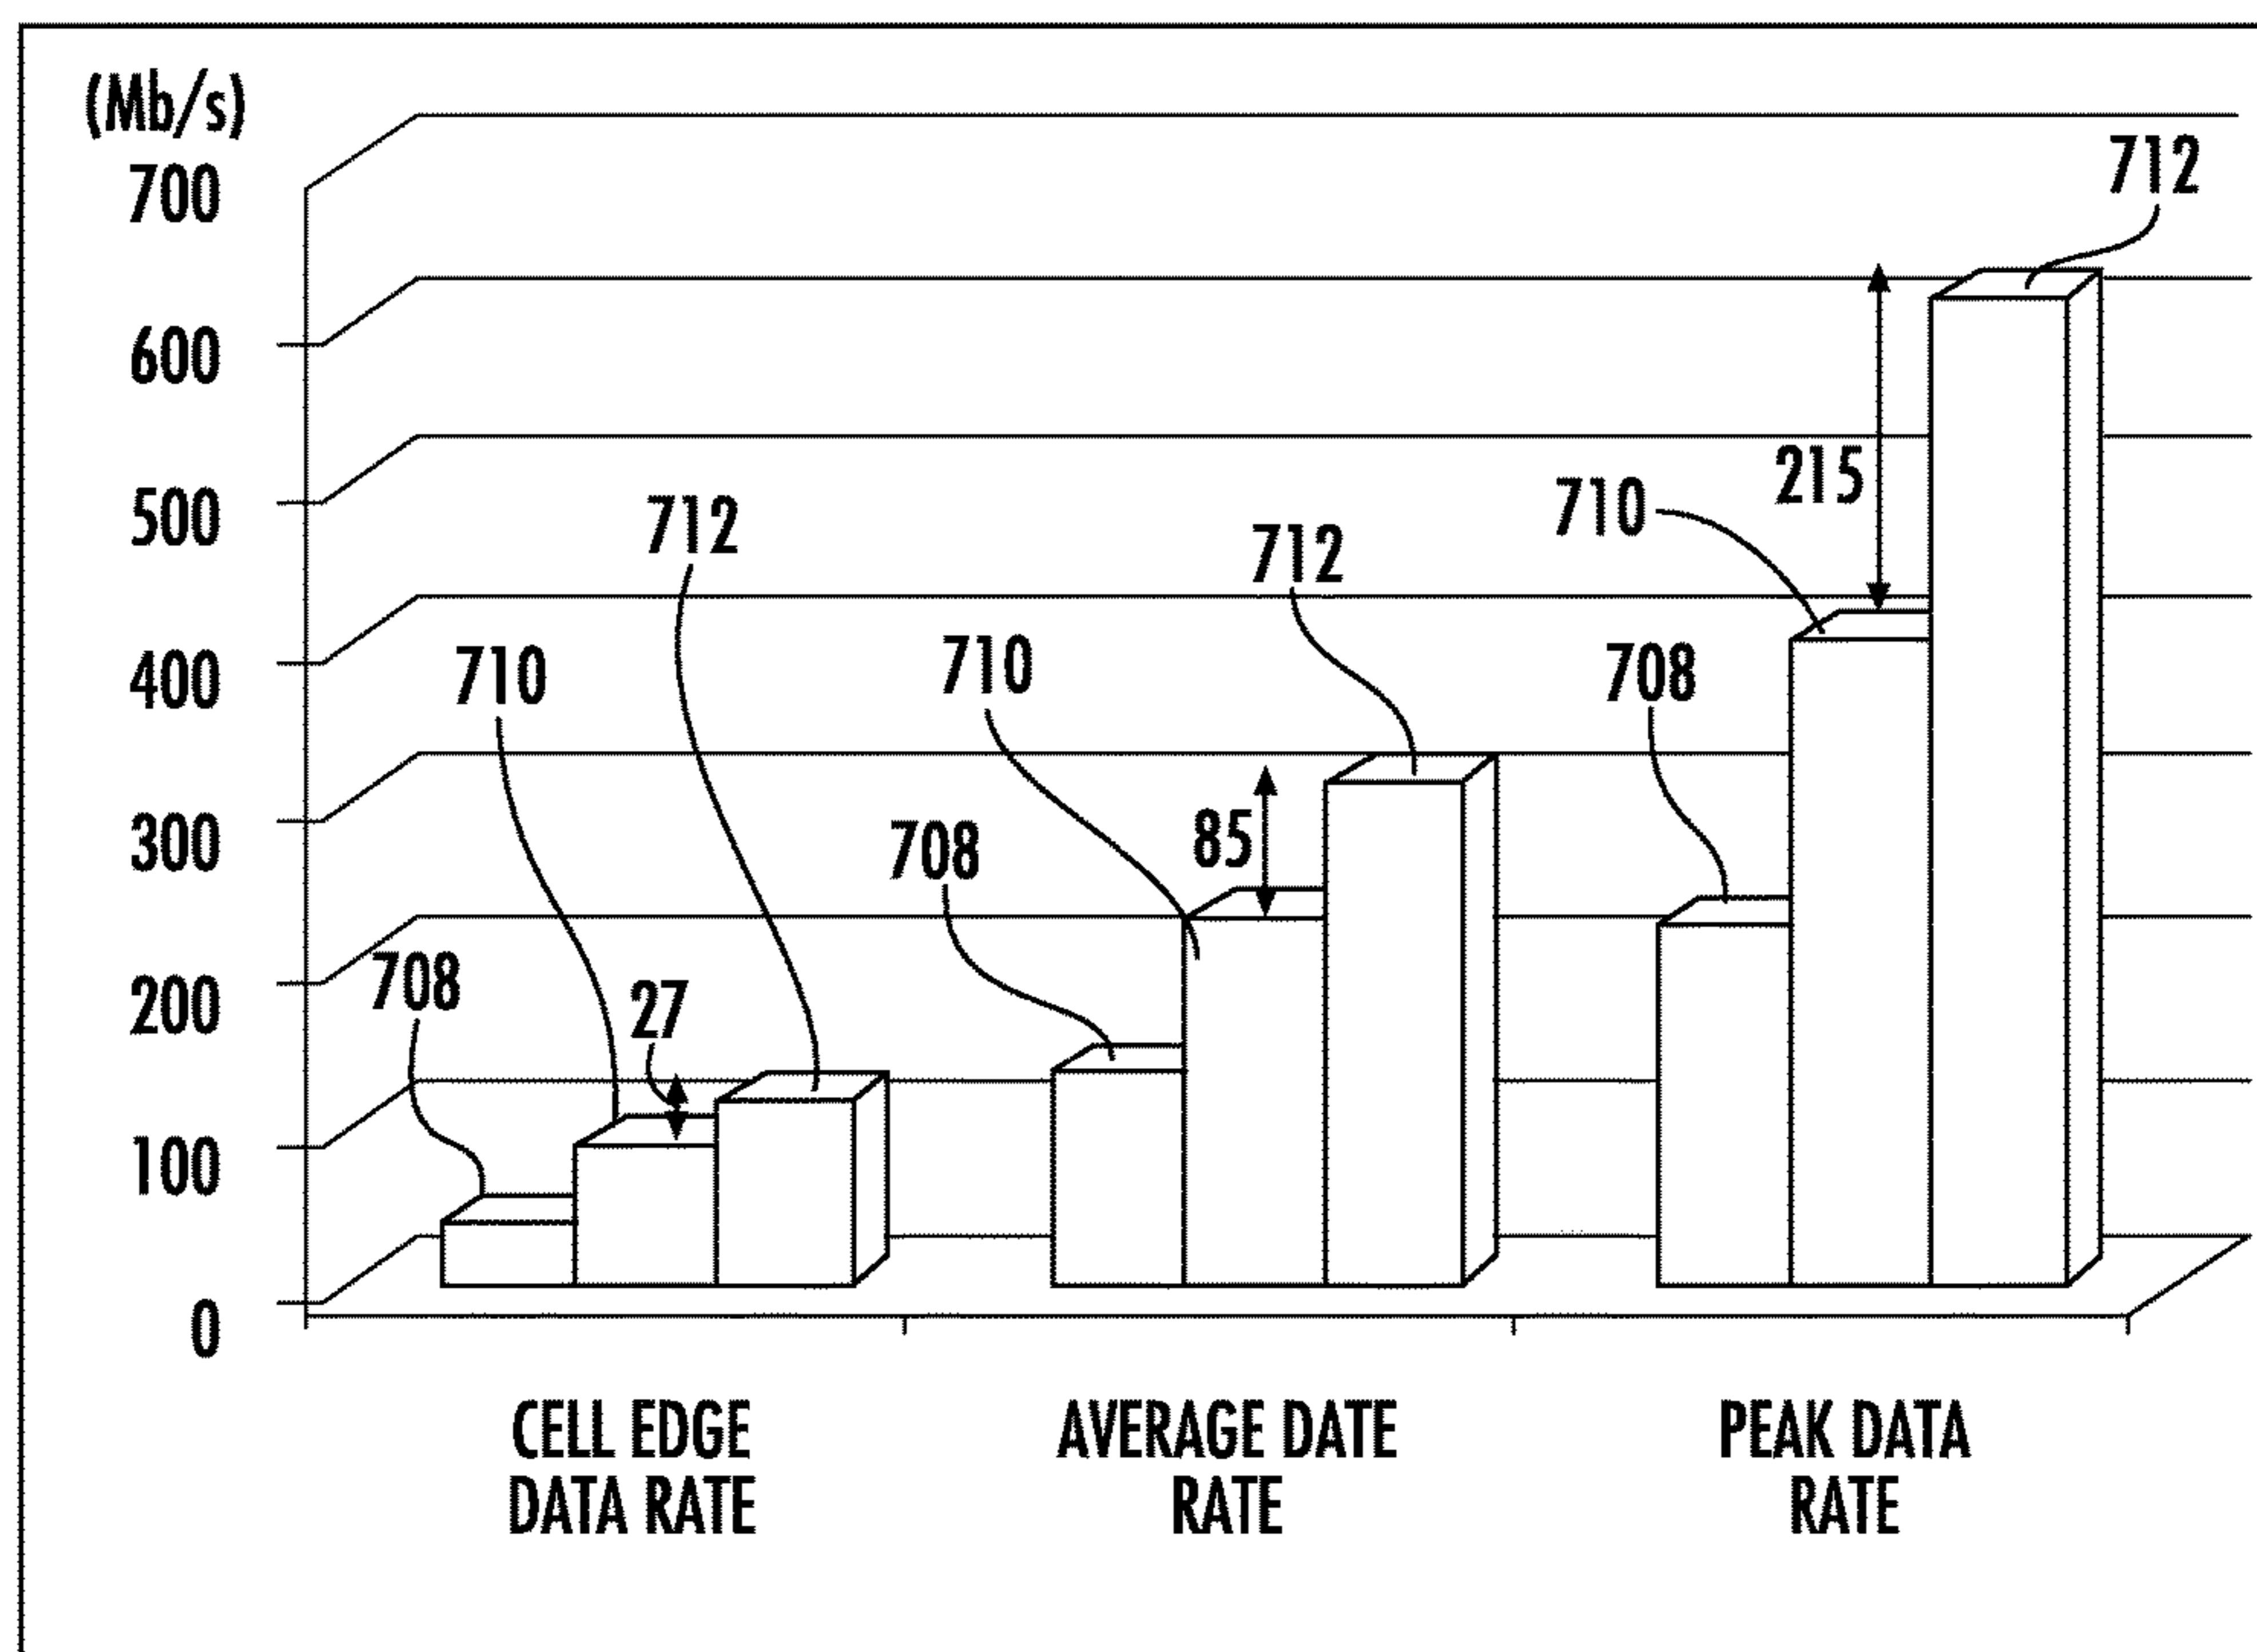 (Mb/s)
700
600
500
400
300
200
100
0
708
710
27
712
708
710
85
712
708
710
215
712
CELL EDGE
DATA RATE
AVERAGE DATE
RATE
PEAK DATA
RATE